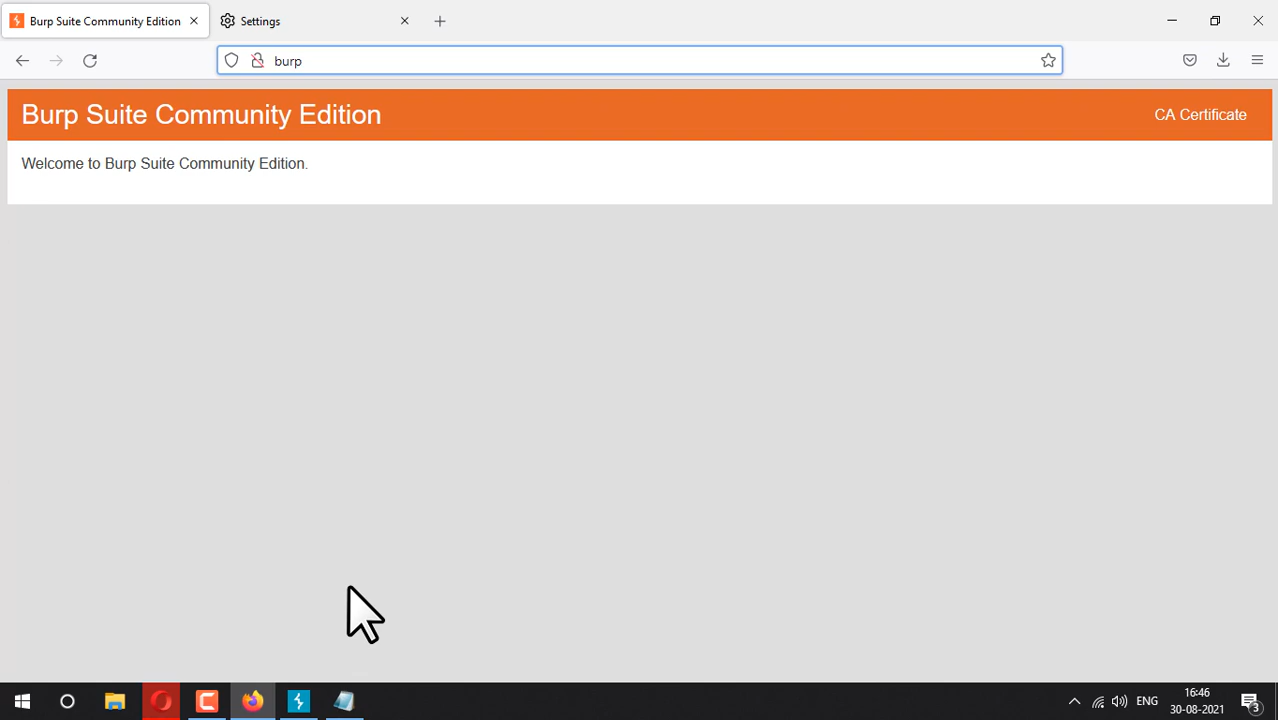 Burp Suite Community Edition
Settings
burp
Burp Suite Community Edition
CA Certificate
Welcome to Burp Suite Community Edition.
ENG
16:46
30-08-2021
3